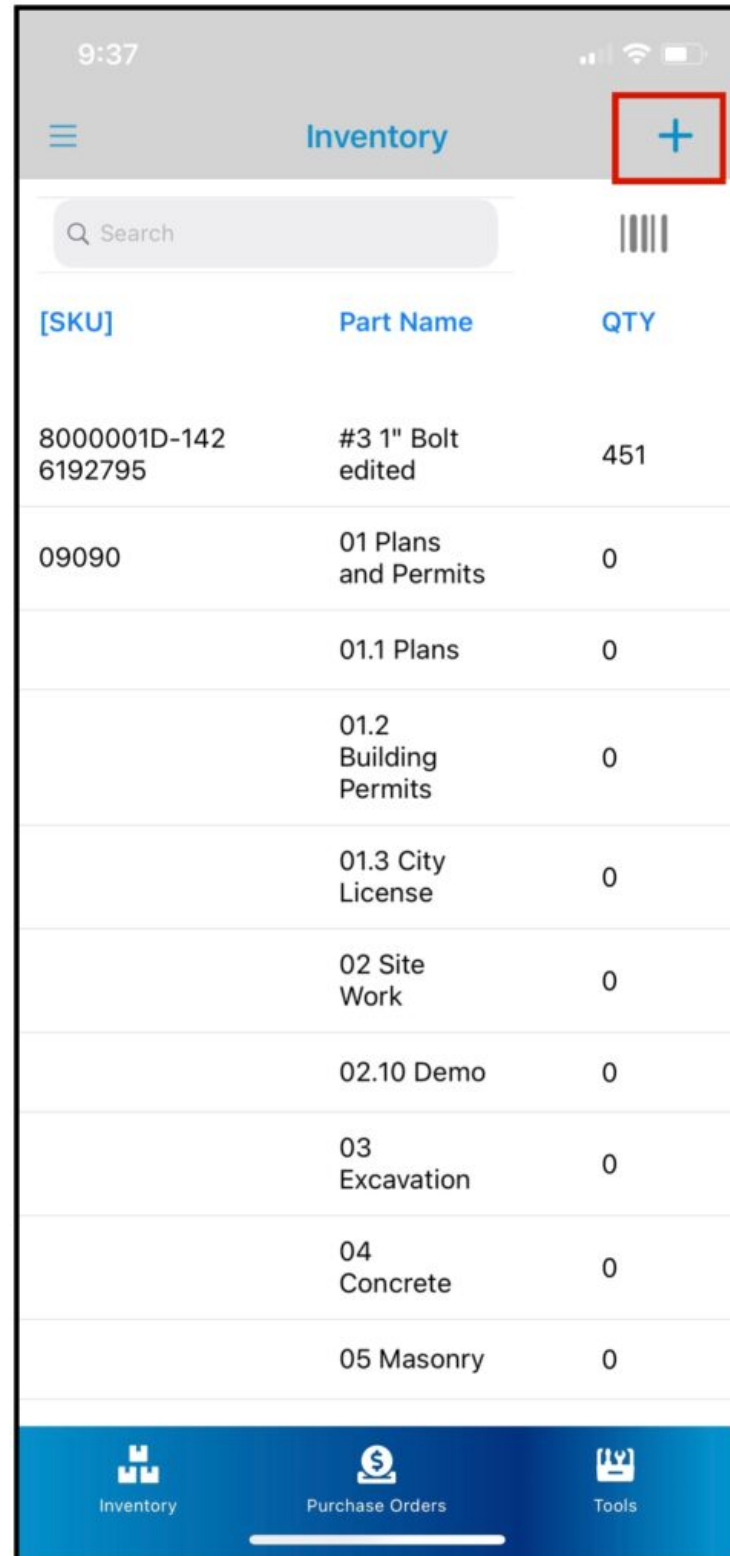 9:37
Inventory
Search
[SKU] Part Name QTY
8000001D-142 #3 1" Bolt 451
6192795 edited
09090 01 Plans 0
and Permits
01.1 Plans 0
01.2
Building 0
Permits
01.3 City 0
License
02 Site 0
Work
02.10 Demo 0
03 0
Excavation
04 0
Concrete
05 Masonry 0
Inventory Purchase Orders Tools